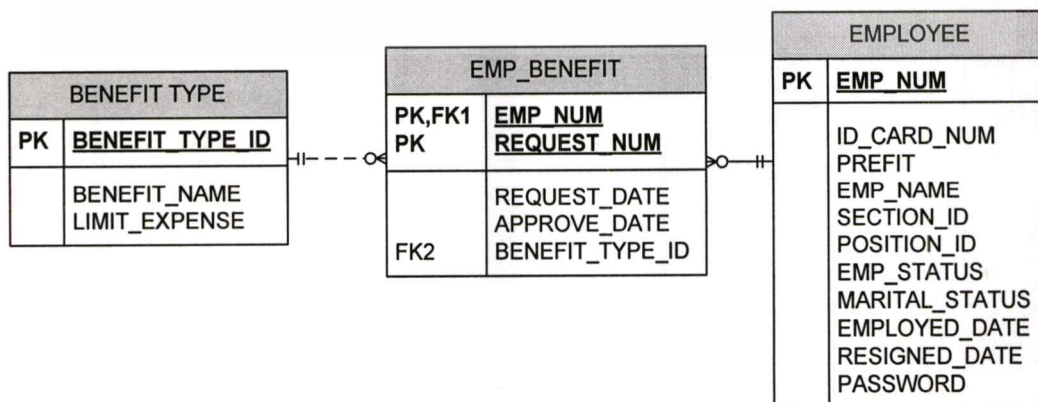 BENEFIT TYPE
PK BENEFIT_TYPE_ID
BENEFIT_NAME
LIMIT_EXPENSE
EMP_BENEFIT
PK,FK1 EMP_NUM
PK REQUEST_NUM
REQUEST_DATE
APPROVE_DATE
FK2 BENEFIT_TYPE_ID
EMPLOYEE
PK EMP_NUM
ID_CARD_NUM
PREFIT
EMP_NAME
SECTION_ID
POSITION_ID
EMP_STATUS
MARITAL_STATUS
EMPLOYED_DATE
RESIGNED_DATE
PASSWORD